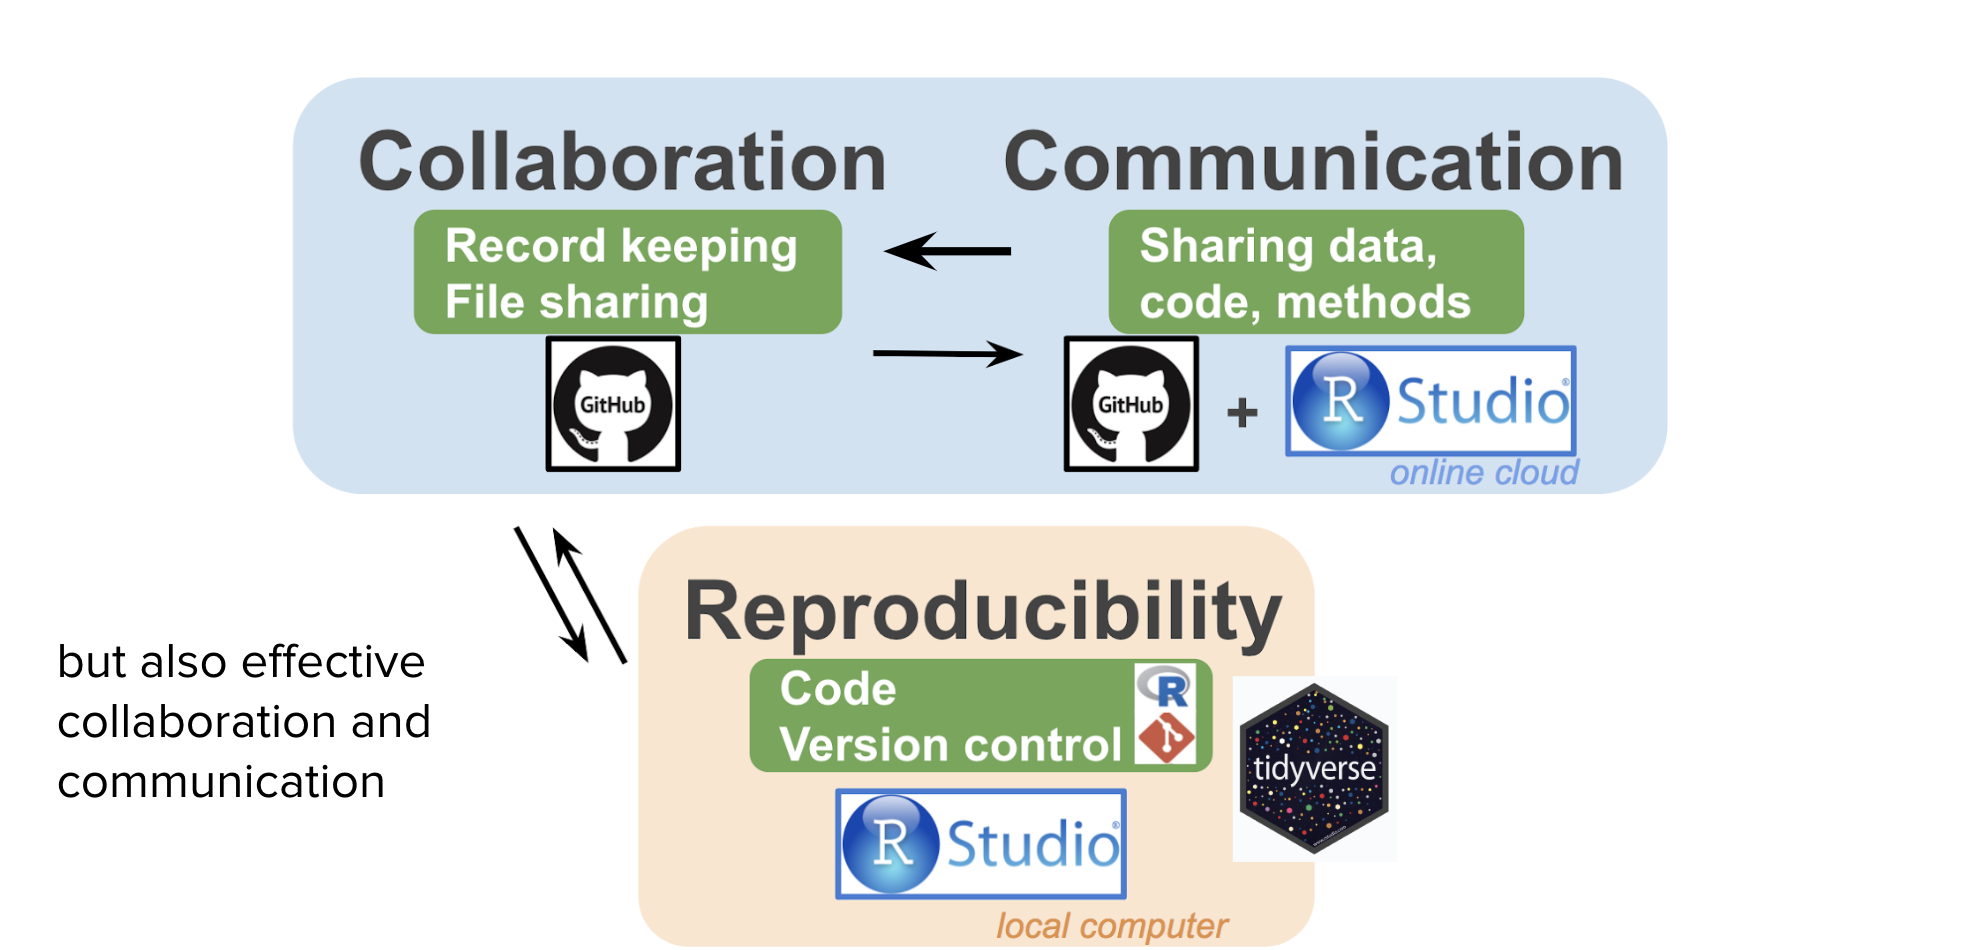 Collaboration
Communication
Record keeping
File sharing
Sharing data,
code, methods
GitHub
GitHub
+
R Studio®
online cloud
but also effective
collaboration and
communication
Reproducibility
Code
Version control
R
tidyverse
R Studio®
local computer